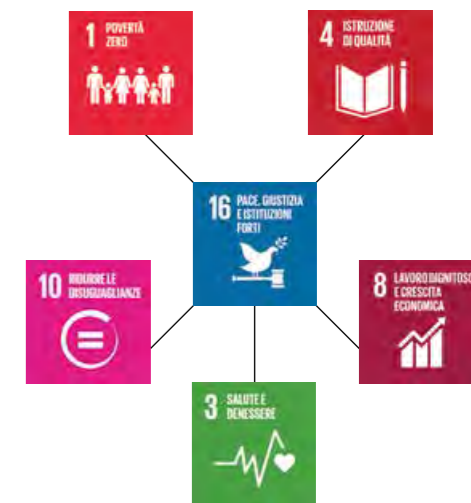 1 POVERTÀ
ZERO
4 ISTRUZIONE
DI QUALITÀ
16 PACE, GIUSTIZIA
E ISTITUZIONI
FORTI
10 RIDURRE LE
DISUGUAGLIANZE
8 LAVORO DIGNITOSO
E CRESCITA
ECONOMICA
3 SALUTE E
BENESSERE